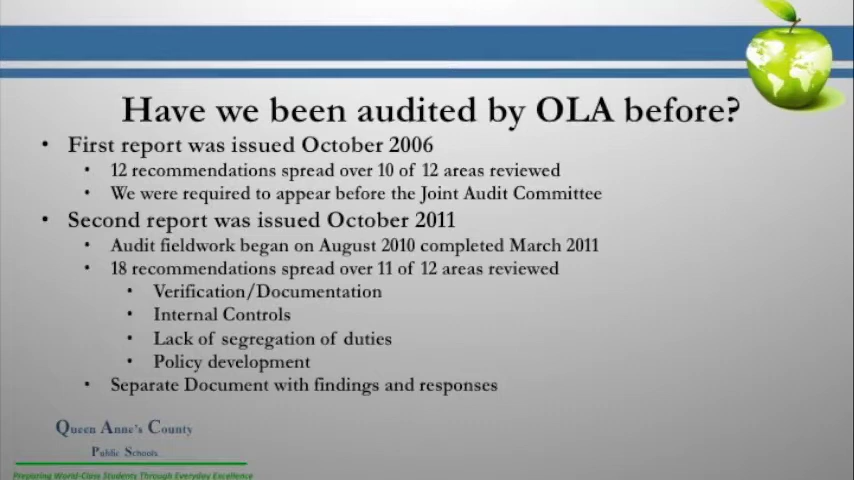 Have we been audited by OLA before?
• First report was issued October 2006
• 12 recommendations spread over 10 of 12 areas reviewed
• We were required to appear before the Joint Audit Committee
• Second report was issued October 2011
• Audit fieldwork began on August 2010 completed March 2011
• 18 recommendations spread over 11 of 12 areas reviewed
• Verification/Documentation
• Internal Controls
• Lack of segregation of duties
• Policy development
• Separate Document with findings and responses
Queen Anne's County
Public Schools
Preparing World-Class Students Through Everyday Excellence